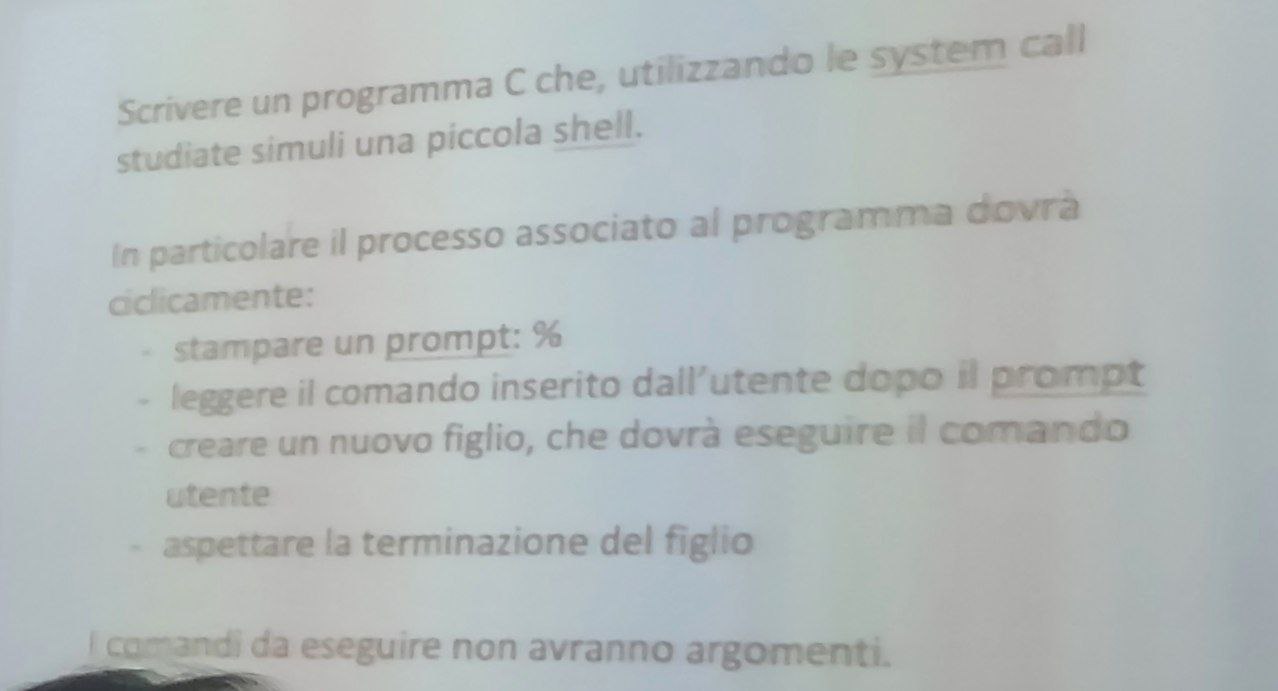 Scrivere un programma C che, utilizzando le system call
studiate simuli una piccola shell.
In particolare il processo associato al programma dovrà
ciclicamente:
- stampare un prompt: %
- leggere il comando inserito dall'utente dopo il prompt
- creare un nuovo figlio, che dovrà eseguire il comando
utente
- aspettare la terminazione del figlio
I comandi da eseguire non avranno argomenti.